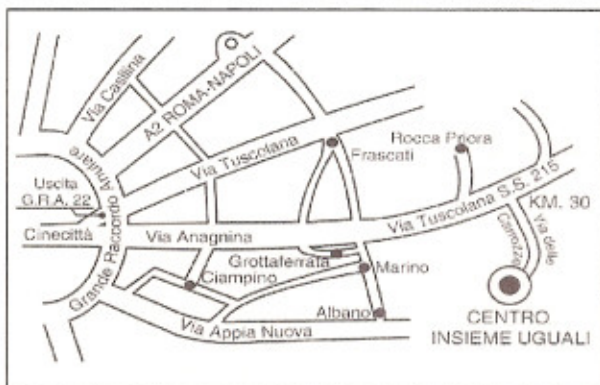 Via Casilina
A2 ROMA-NAPOLI
Grande Raccordo Anulare
Via Tuscolana
Frascati
Rocca Priora
Uscita
G.R.A. 22
Cinecittà
Via Anagnina
Via Tuscolana S.S. 215
KM. 30
Via delle
Carrozze
Grottaferrata
Ciampino
Marino
Albano
Via Appia Nuova
CENTRO
INSIEME UGUALI